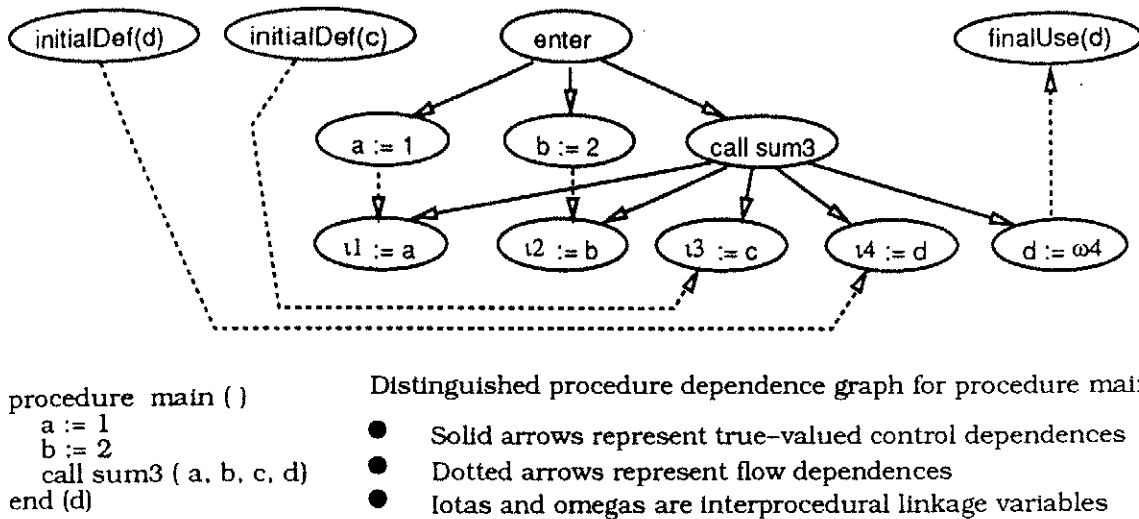 initialDef(d) initialDef(c) enter finalUse(d)
a := 1 b := 2 call sum3
ι1 := a ι2 := b ι3 := c ι4 := d d := ω4
procedure main ( )
a := 1
b := 2
call sum3 ( a, b, c, d)
end (d)
Distinguished procedure dependence graph for procedure main
● Solid arrows represent true-valued control dependences
● Dotted arrows represent flow dependences
● Iotas and omegas are interprocedural linkage variables